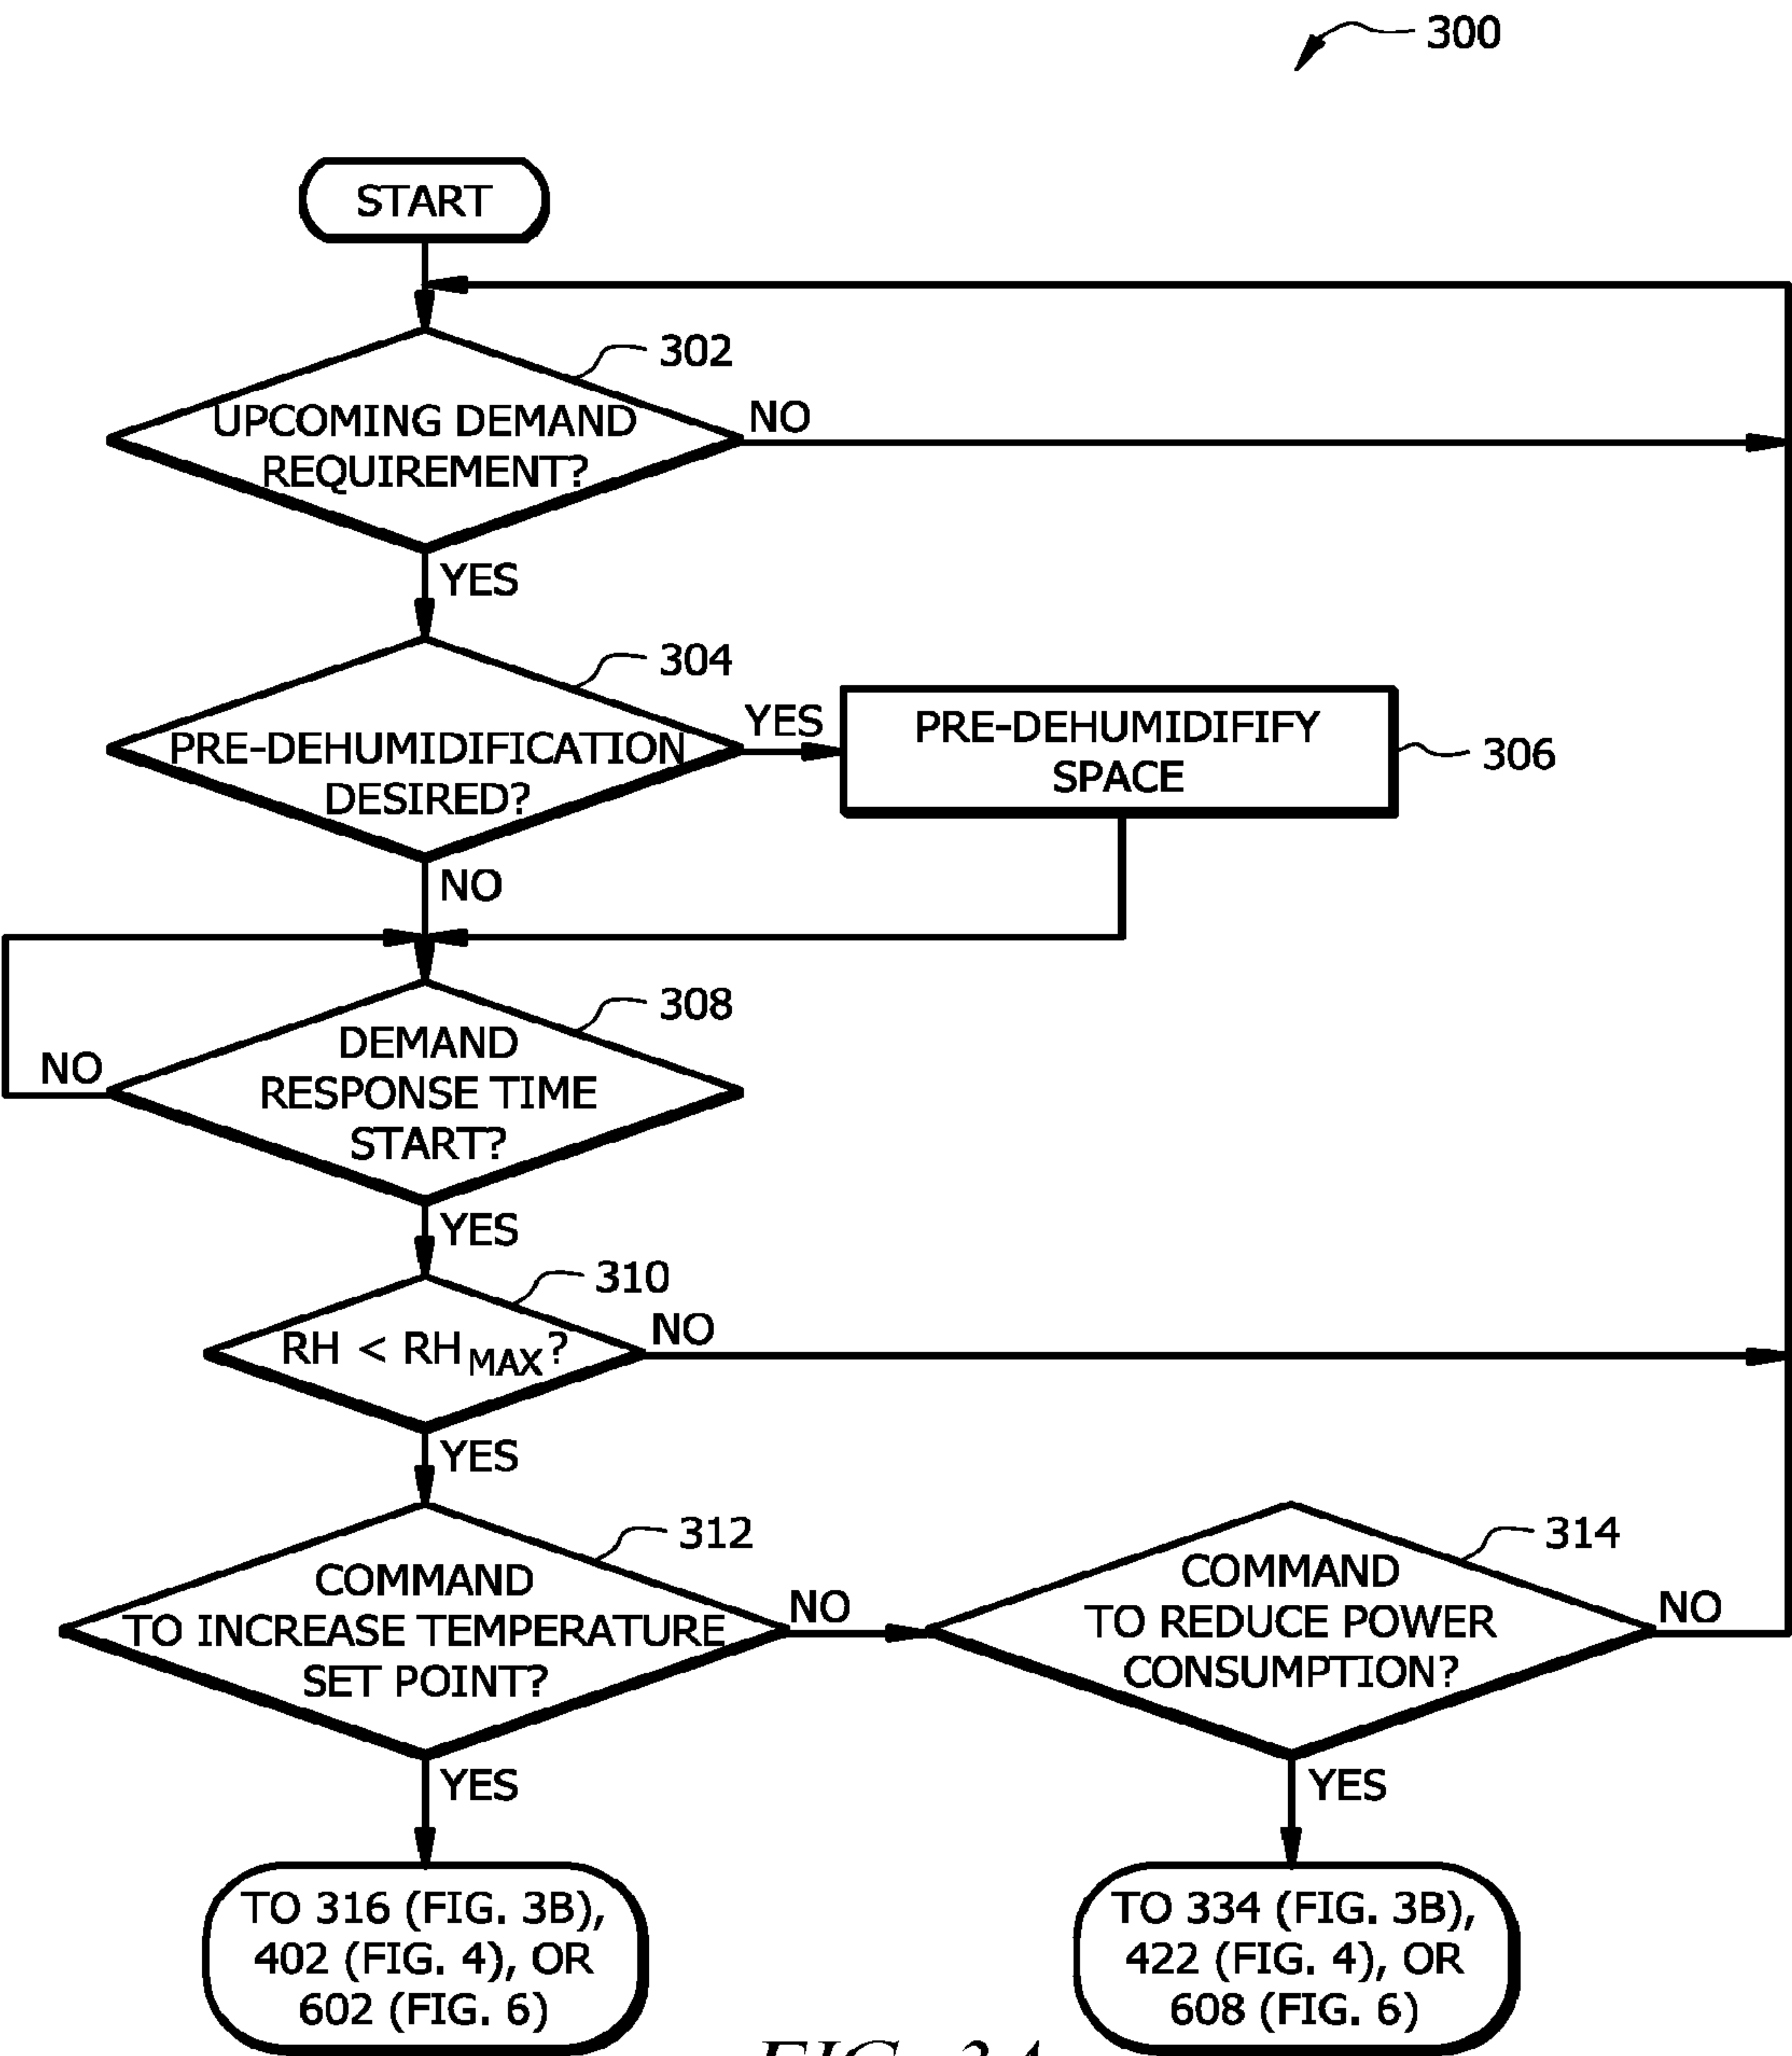 300
START
302
UPCOMING DEMAND
REQUIREMENT?
NO
YES
304
PRE-DEHUMIDIFICATION
DESIRED?
YES
PRE-DEHUMIDIFIFY
SPACE
306
NO
308
DEMAND
RESPONSE TIME
START?
NO
YES
310
RH < RHMAX?
NO
YES
312
COMMAND
TO INCREASE TEMPERATURE
SET POINT?
NO
314
COMMAND
TO REDUCE POWER
CONSUMPTION?
NO
YES
YES
TO 316 (FIG. 3B),
402 (FIG. 4), OR
602 (FIG. 6)
TO 334 (FIG. 3B),
422 (FIG. 4), OR
608 (FIG. 6)
FIG. 3A